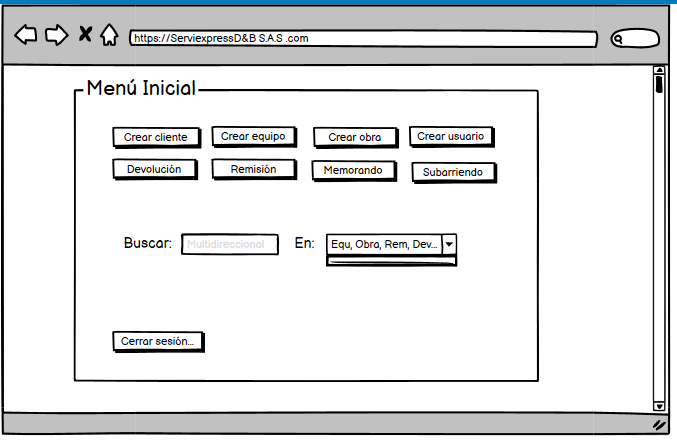 https://ServiexpressD&B S.A.S .com
Menú Inicial
Crear cliente Crear equipo Crear obra Crear usuario
Devolución Remisión Memorando Subarriendo
Buscar: Multidireccional En: Equ, Obra, Rem, Dev...
Cerrar sesión...